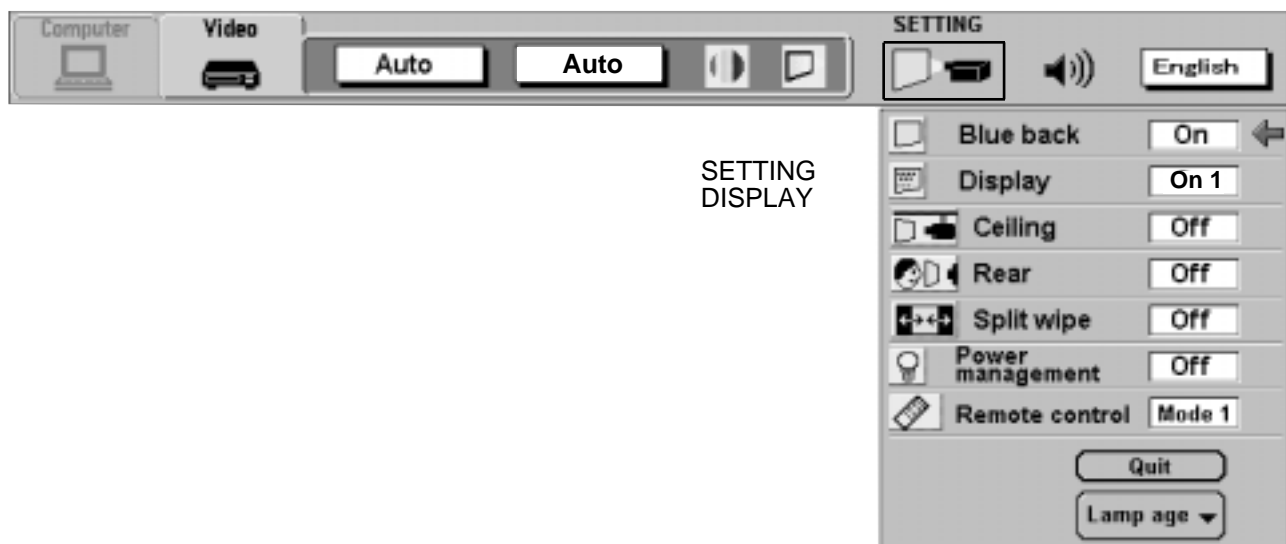 Computer
Video
Auto
Auto
SETTING
English
SETTING
DISPLAY
Blue back On
Display On 1
Ceiling Off
Rear Off
Split wipe Off
Power
management Off
Remote control Mode 1
Quit
Lamp age